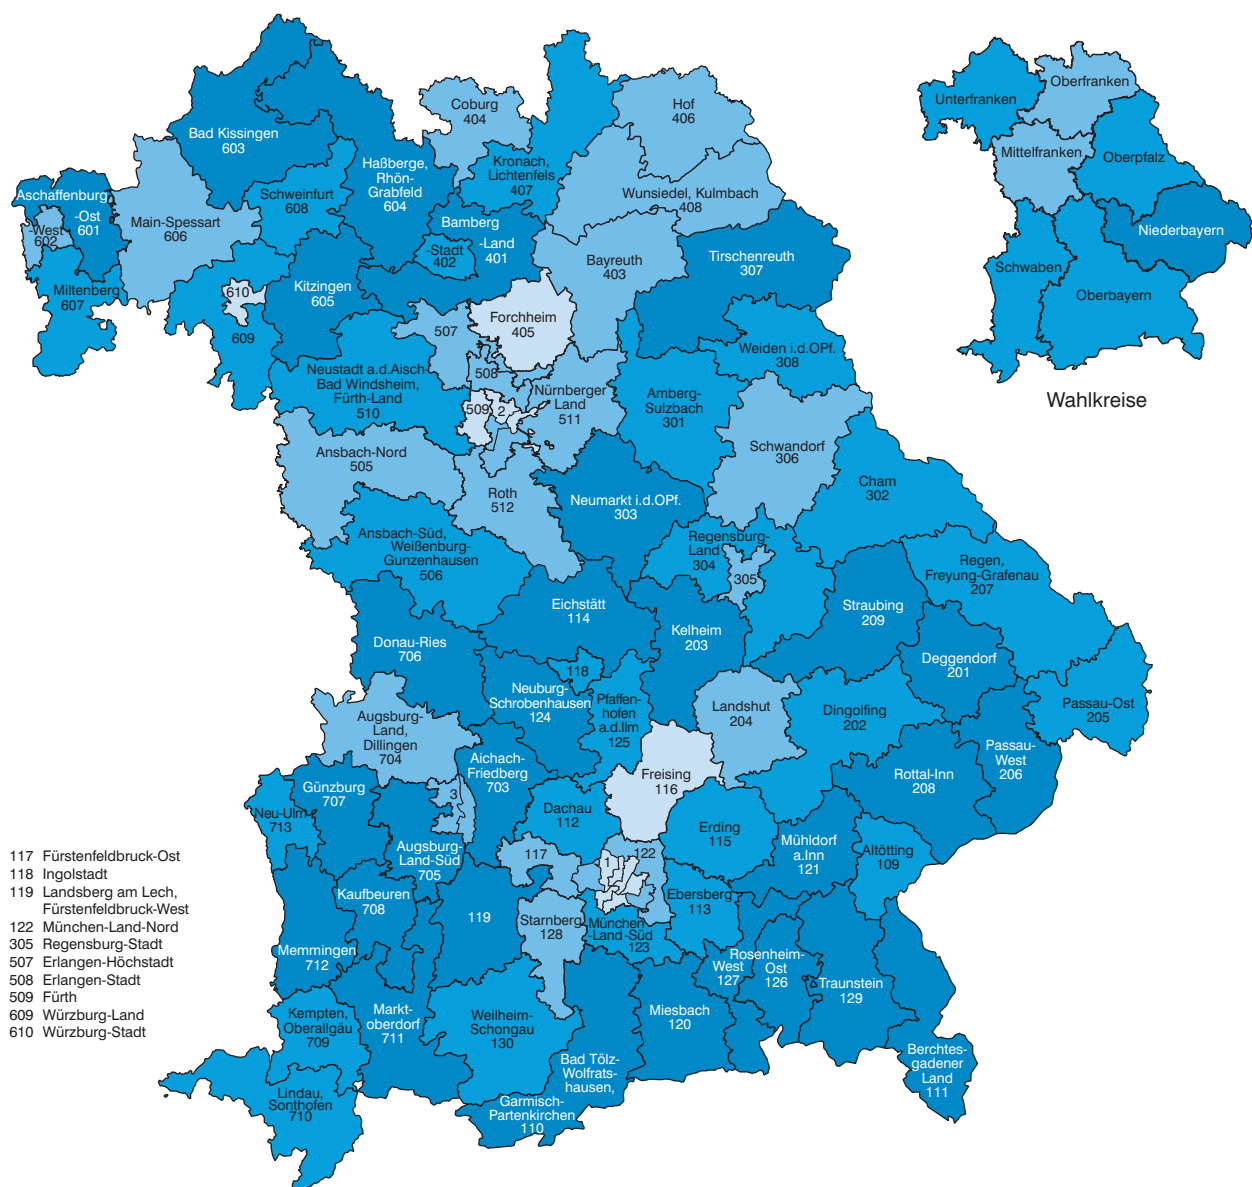 Bad Kissingen
603
Coburg
404
Hof
406
Haßberge,
Rhön-
Grabfeld
604
Kronach,
Lichtenfels
407
Aschaffenburg
-Ost
601
-West
602
Main-Spessart
606
Schweinfurt
608
Wunsiedel, Kulmbach
408
Bamberg
-Land
401
-Stadt
402
Bayreuth
403
Tirschenreuth
307
Miltenberg
607
610
609
Kitzingen
605
Forchheim
405
507
508
Weiden i.d.OPf.
308
Neustadt a.d.Aisch
Bad Windsheim,
Fürth-Land
510
509
2
Nürnberger
Land
511
Amberg-
Sulzbach
301
Schwandorf
306
Ansbach-Nord
505
Roth
512
Neumarkt i.d.OPf.
303
Cham
302
Ansbach-Süd,
Weißenburg-
Gunzenhausen
506
Regensburg-
Land
304
305
Regen,
Freyung-Grafenau
207
Eichstätt
114
Kelheim
203
Straubing
209
Deggendorf
201
Donau-Ries
706
118
Neuburg-
Schrobenhausen
124
Pfaffen-
hofen
a.d.Ilm
125
Landshut
204
Dingolfing
202
Passau-Ost
205
Augsburg-
Land,
Dillingen
704
Aichach-
Friedberg
703
Freising
116
Passau-
West
206
Rottal-Inn
208
Günzburg
707
3
Neu-Ulm
713
Dachau
112
Erding
115
Mühldorf
a.Inn
121
Altötting
109
Augsburg-
Land-Süd
705
117
1
122
Kaufbeuren
708
119
Starnberg
128
München
-Land -Süd
123
Ebersberg
113
Memmingen
712
West
127
Rosenheim-
Ost
126
Traunstein
129
Kempten,
Oberallgäu
709
Markt-
oberdorf
711
Weilheim-
Schongau
130
Miesbach
120
Bad Tölz-
Wolfrats-
hausen,
Garmisch-
Partenkirchen
110
Berchtes-
gadener
Land
111
Lindau,
Sonthofen
710
Unterfranken
Oberfranken
Mittelfranken
Oberpfalz
Niederbayern
Schwaben
Oberbayern
Wahlkreise
117 Fürstenfeldbruck-Ost
118 Ingolstadt
119 Landsberg am Lech,
Fürstenfeldbruck-West
122 München-Land-Nord
305 Regensburg-Stadt
507 Erlangen-Höchstadt
508 Erlangen-Stadt
509 Fürth
609 Würzburg-Land
610 Würzburg-Stadt